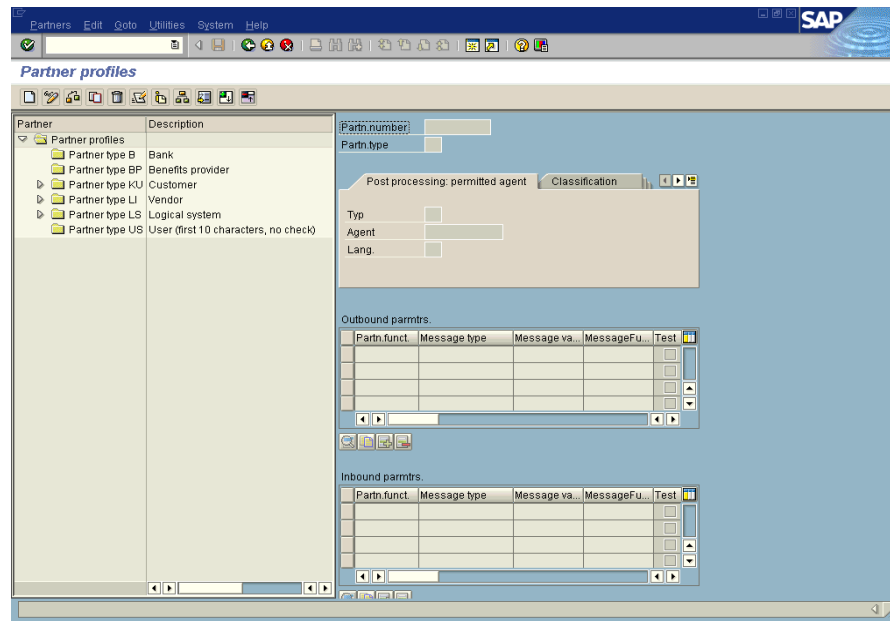 Partners Edit Goto Utilities System Help
SAP
Partner profiles
Partner Description
Partner profiles
Partner type B Bank
Partner type BP Benefits provider
Partner type KU Customer
Partner type LI Vendor
Partner type LS Logical system
Partner type US User (first 10 characters, no check)
Partn.number
Partn.type
Post processing: permitted agent Classification
Typ
Agent
Lang.
Outbound parmtrs.
Partn.funct. Message type Message va... MessageFu... Test
Inbound parmtrs.
Partn.funct. Message type Message va... MessageFu... Test